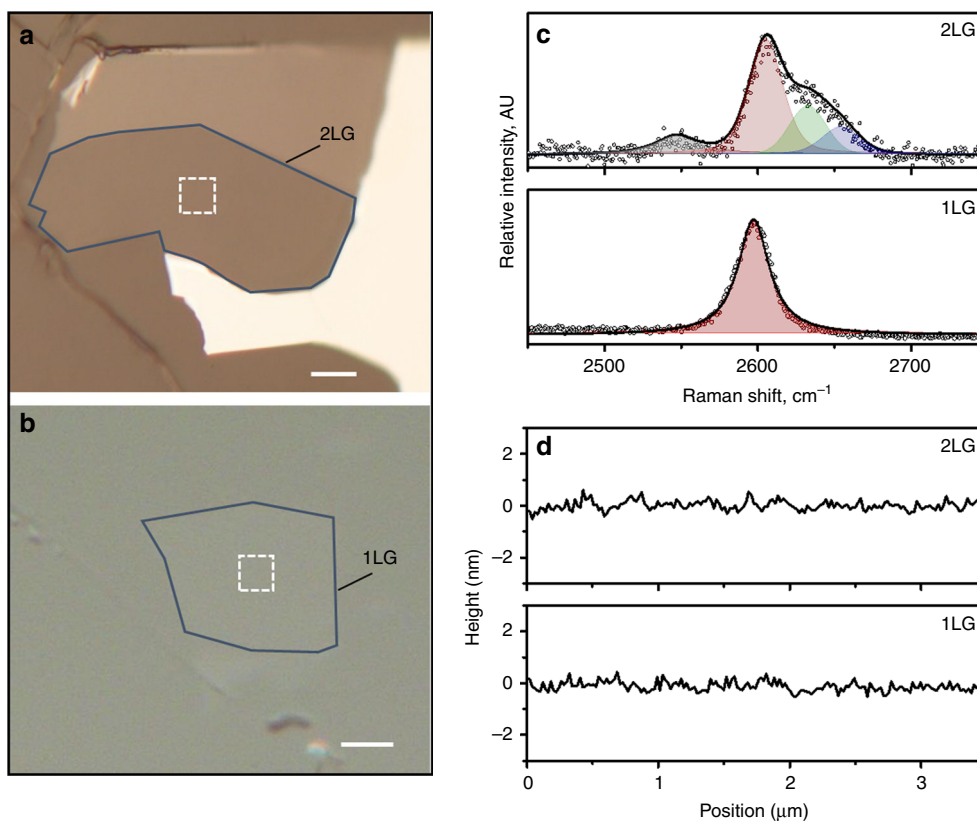 a
2LG
b
1LG
c
2LG
1LG
Relative intensity, AU
2500
2600
2700
Raman shift, cm⁻¹
d
2LG
2
0
−2
1LG
2
0
−2
Height (nm)
0
1
2
3
Position (μm)